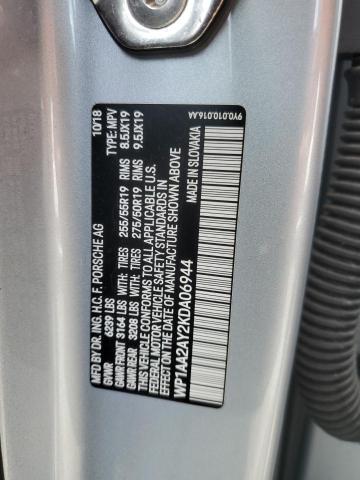 MFD BY: DR. ING. H.C. F. PORSCHE AG 10/18
GVWR 6239 LBS TYPE: MPV
GAWR FRONT 3164 LBS WITH: TIRES 255/55R19 RIMS 8.5JX19
GAWR REAR 3208 LBS WITH: TIRES 275/50R19 RIMS 9.5JX19
THIS VEHICLE CONFORMS TO ALL APPLICABLE U.S.
FEDERAL MOTOR VEHICLE SAFETY STANDARDS IN
EFFECT ON THE DATE OF MANUFACTURE SHOWN ABOVE
MADE IN SLOVAKIA
WP1AA2AY2KDA06944
9Y0.010.016.AA